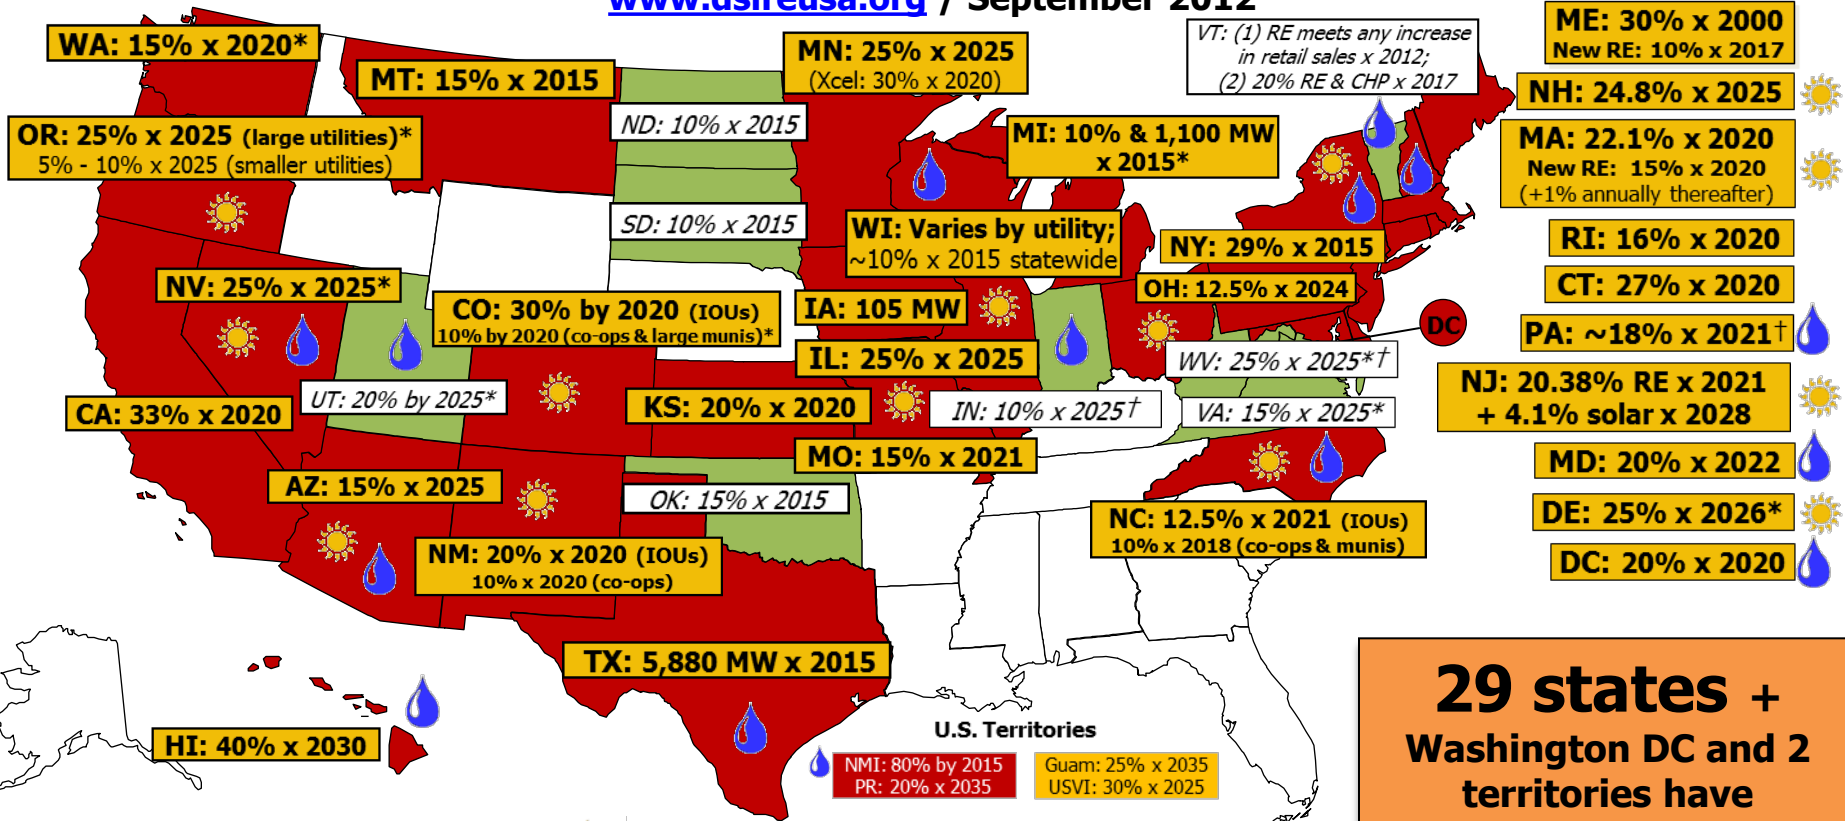 www.dsireusa.org / September 2012
WA: 15% x 2020*
MT: 15% x 2015
MN: 25% x 2025
(Xcel: 30% x 2020)
VT: (1) RE meets any increase
in retail sales x 2012;
(2) 20% RE & CHP x 2017
ME: 30% x 2000
New RE: 10% x 2017
NH: 24.8% x 2025
OR: 25% x 2025 (large utilities)*
5% - 10% x 2025 (smaller utilities)
ND: 10% x 2015
MI: 10% & 1,100 MW
x 2015*
MA: 22.1% x 2020
New RE: 15% x 2020
(+1% annually thereafter)
SD: 10% x 2015
WI: Varies by utility;
~10% x 2015 statewide
NY: 29% x 2015
RI: 16% x 2020
NV: 25% x 2025*
CO: 30% by 2020 (IOUs)
10% by 2020 (co-ops & large munis)*
IA: 105 MW
OH: 12.5% x 2024
CT: 27% x 2020
DC
PA: ~18% x 2021†
IL: 25% x 2025
WV: 25% x 2025*†
UT: 20% by 2025*
CA: 33% x 2020
KS: 20% x 2020
IN: 10% x 2025†
VA: 15% x 2025*
NJ: 20.38% RE x 2021
+ 4.1% solar x 2028
MO: 15% x 2021
MD: 20% x 2022
AZ: 15% x 2025
OK: 15% x 2015
NC: 12.5% x 2021 (IOUs)
10% x 2018 (co-ops & munis)
DE: 25% x 2026*
NM: 20% x 2020 (IOUs)
10% x 2020 (co-ops)
DC: 20% x 2020
TX: 5,880 MW x 2015
HI: 40% x 2030
U.S. Territories
NMI: 80% by 2015
PR: 20% x 2035
Guam: 25% x 2035
USVI: 30% x 2025
29 states +
Washington DC and 2
territories have